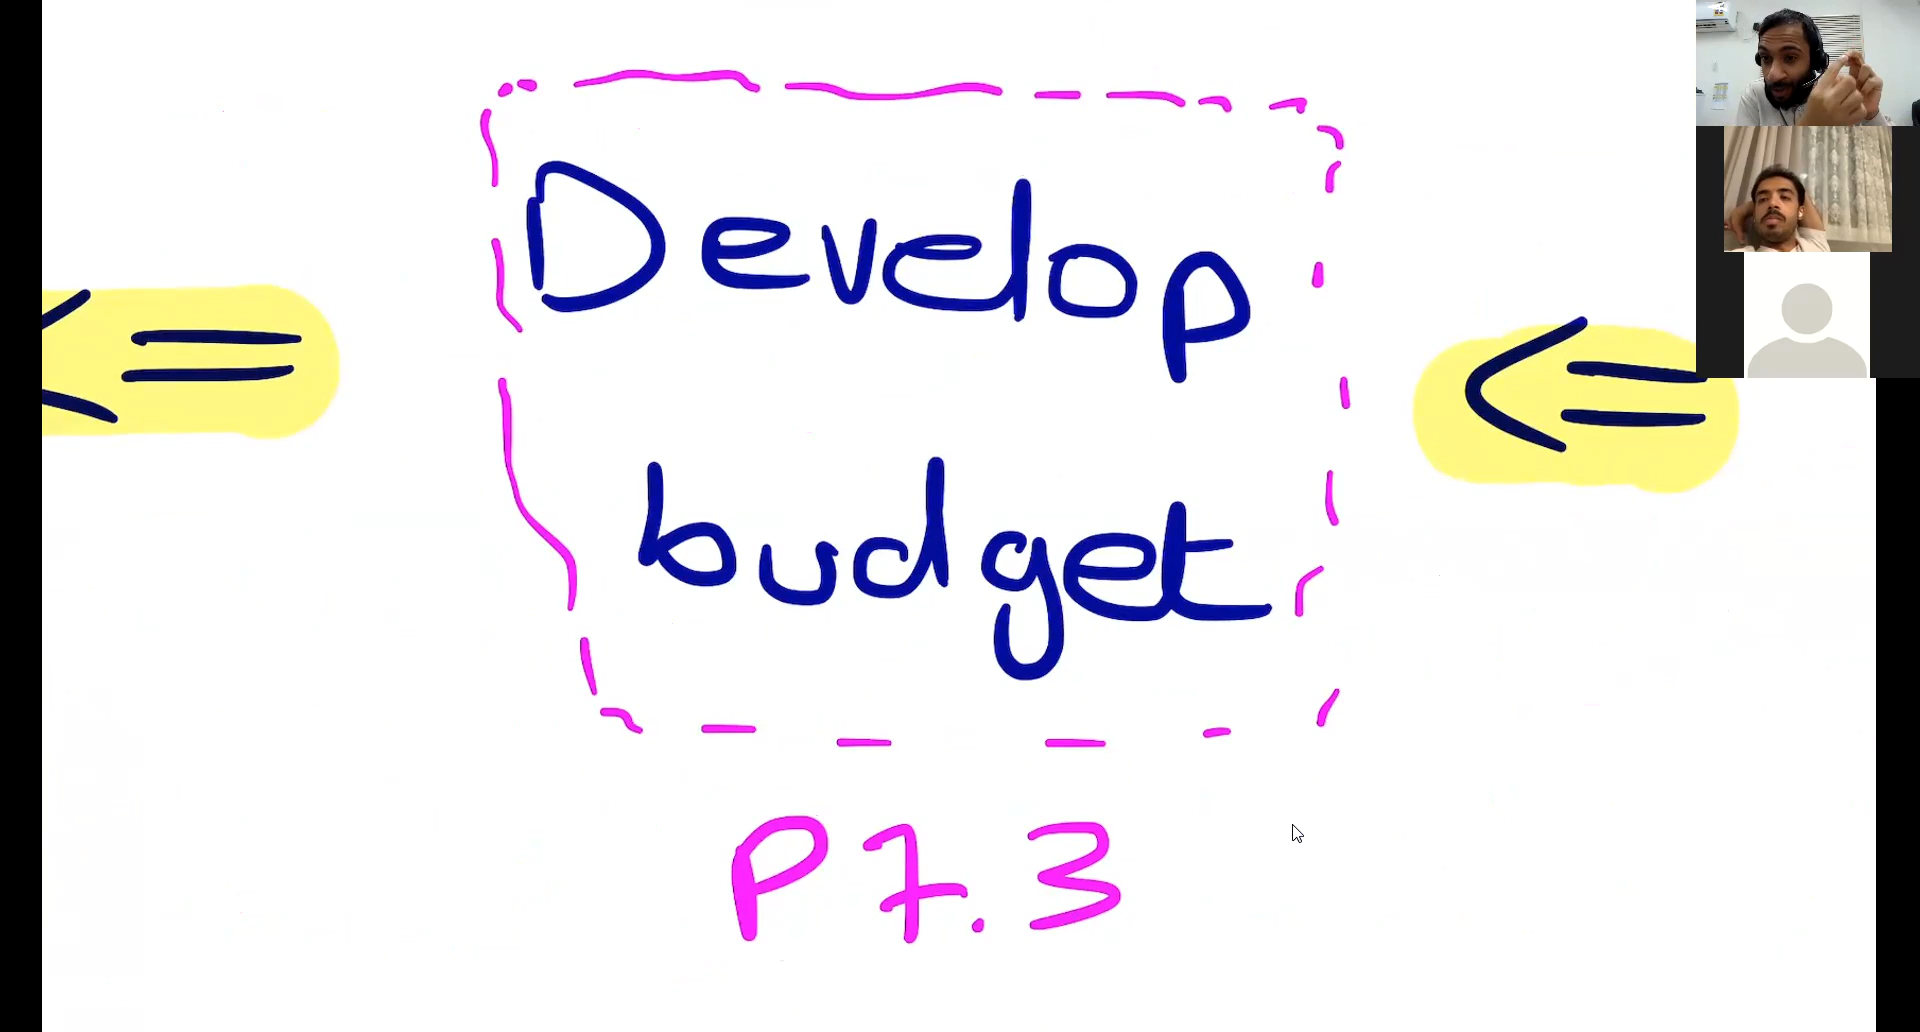 Develop
<= <=
budget
P7.3